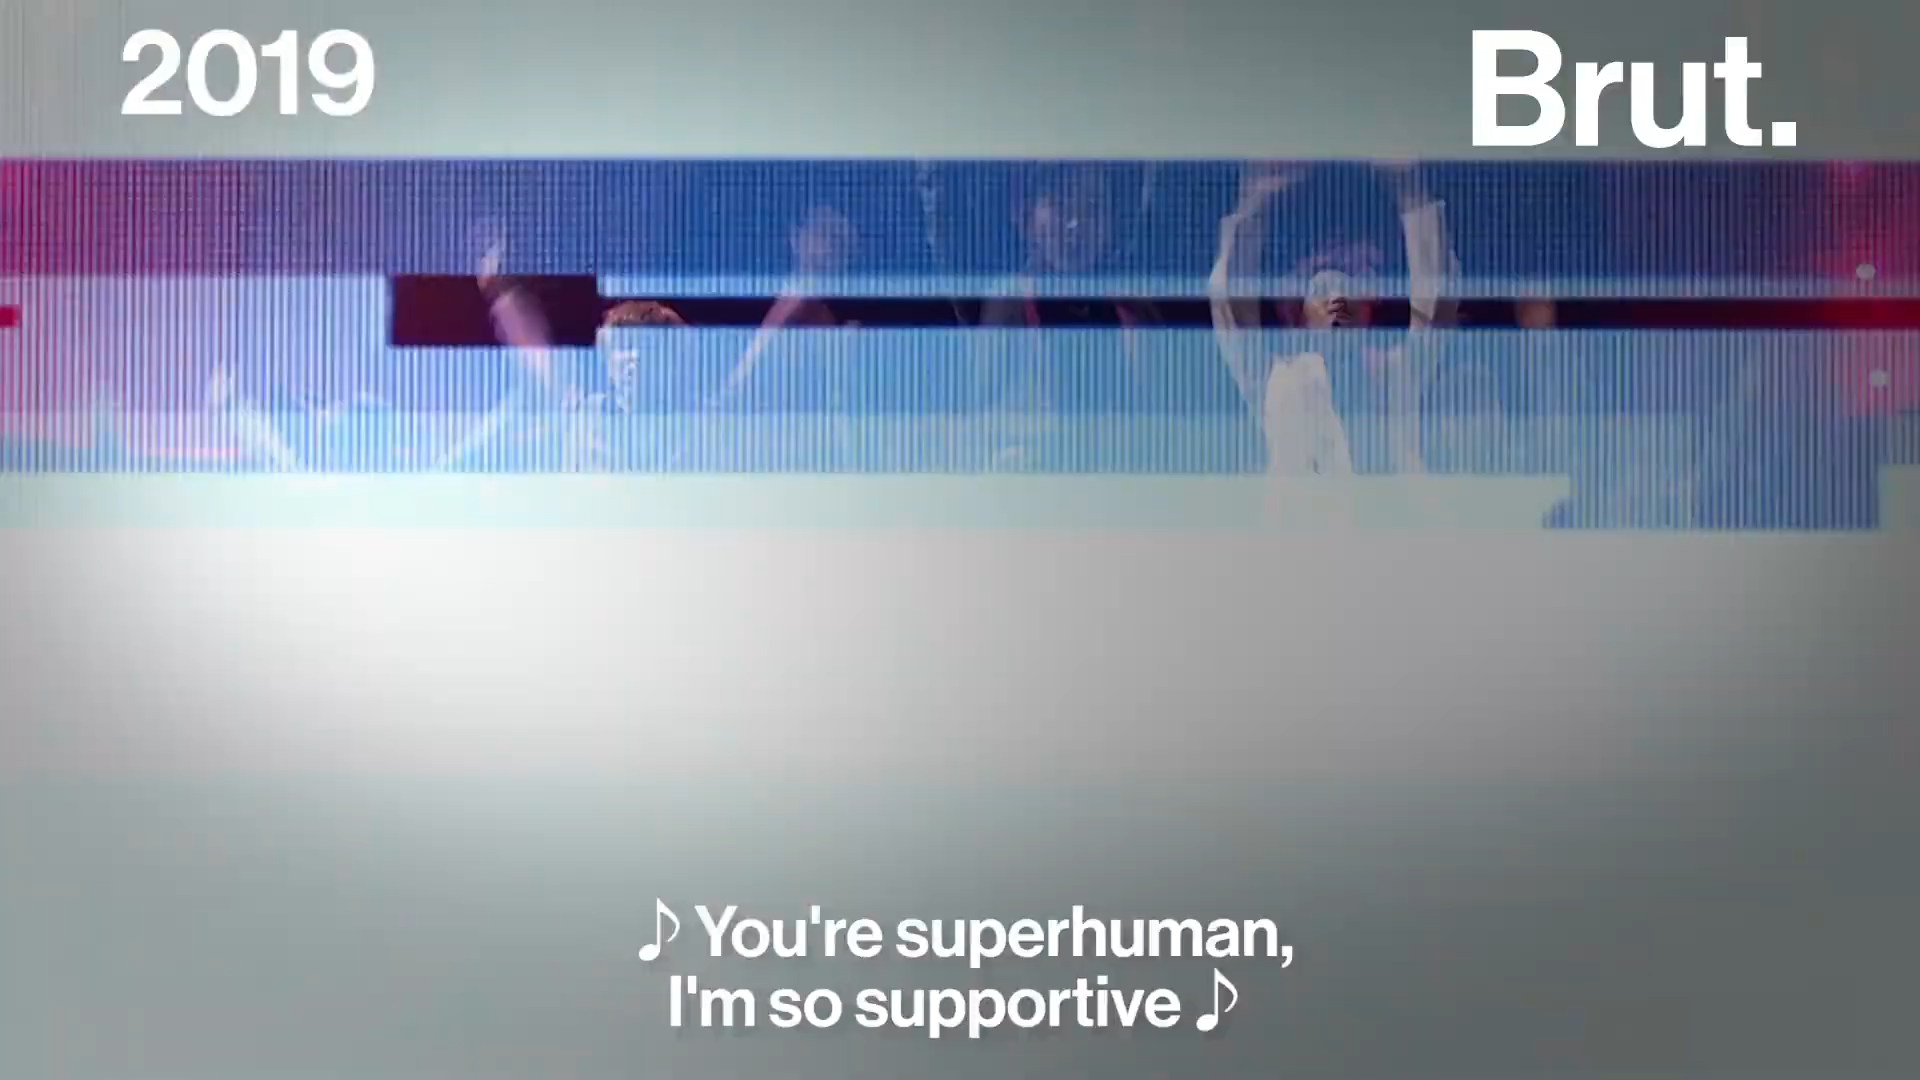 2019
Brut.
♪ You're superhuman,
I'm so supportive ♪